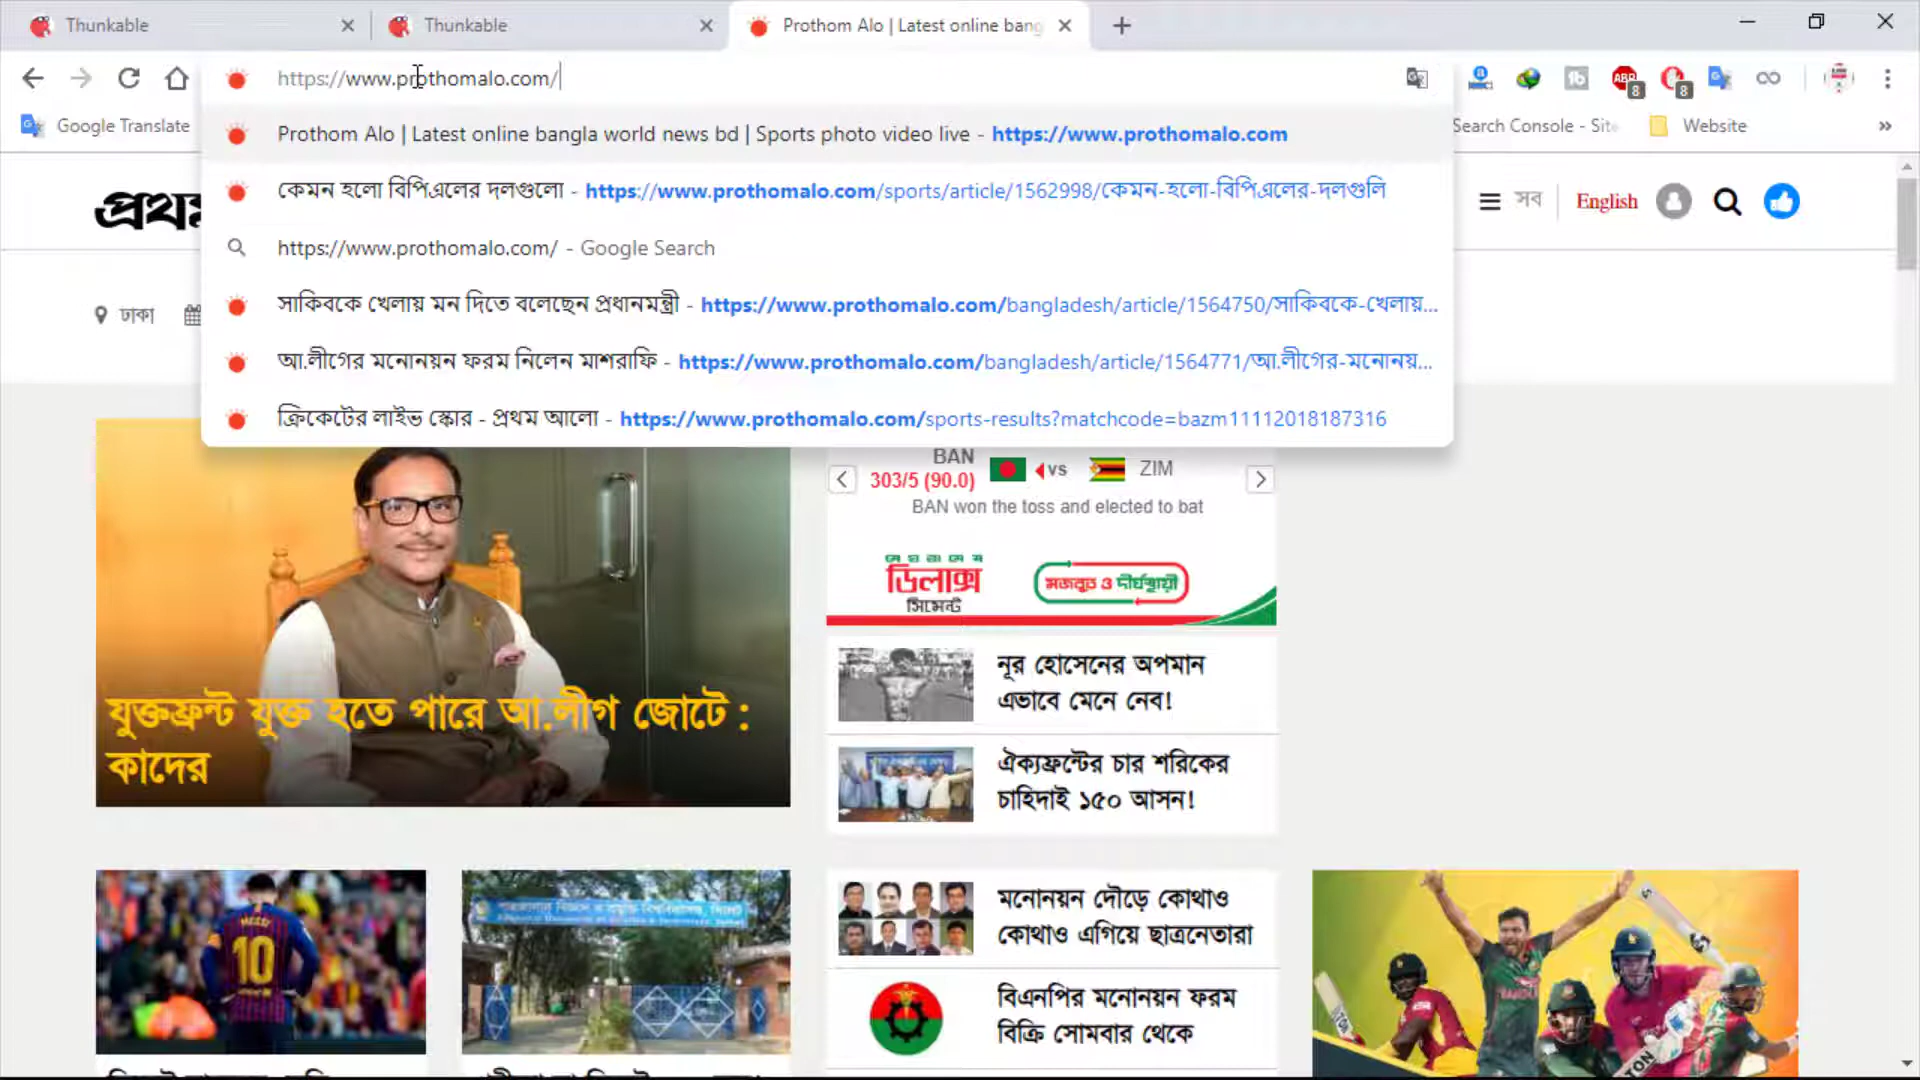 Thunkable
Thunkable
Prothom Alo | Latest online bang
https://www.prothomalo.com/
ABP
8
8
Google Translate
Search Console - Site
Website
Prothom Alo | Latest online bangla world news bd | Sports photo video live - https://www.prothomalo.com
কেমন হলো বিপিএলের দলগুলো - https://www.prothomalo.com/sports/article/1562998/কেমন-হলো-বিপিএলের-দলগুলি
https://www.prothomalo.com/ - Google Search
সাকিবকে খেলায় মন দিতে বলেছেন প্রধানমন্ত্রী - https://www.prothomalo.com/bangladesh/article/1564750/সাকিবকে-খেলায়...
আ.লীগের মনোনয়ন ফরম নিলেন মাশরাফি - https://www.prothomalo.com/bangladesh/article/1564771/আ.লীগের-মনোনয়...
ক্রিকেটের লাইভ স্কোর - প্রথম আলো - https://www.prothomalo.com/sports-results?matchcode=bazm11112018187316
প্রথম
সব
English
ঢাকা
BAN
303/5 (90.0)
vs
ZIM
BAN won the toss and elected to bat
ডিলাক্স
সিমেন্ট
মজবুত ও দীর্ঘস্থায়ী
যুক্তফ্রন্ট যুক্ত হতে পারে আ.লীগ জোটে :
কাদের
নূর হোসেনের অপমান
এভাবে মেনে নেব!
ঐক্যফ্রন্টের চার শরিকের
চাহিদাই ১৫০ আসন!
মনোনয়ন দৌড়ে কোথাও
কোথাও এগিয়ে ছাত্রনেতারা
বিএনপির মনোনয়ন ফরম
বিক্রি সোমবার থেকে
MESSI
10